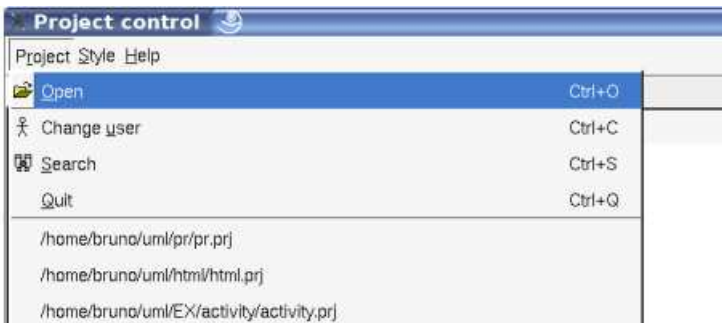 Project control
Project Style Help
Open Ctrl+O
Change user Ctrl+C
Search Ctrl+S
Quit Ctrl+Q
/home/bruno/uml/pr/pr.prj
/home/bruno/uml/html/html.prj
/home/bruno/uml/EX/activity/activity.prj